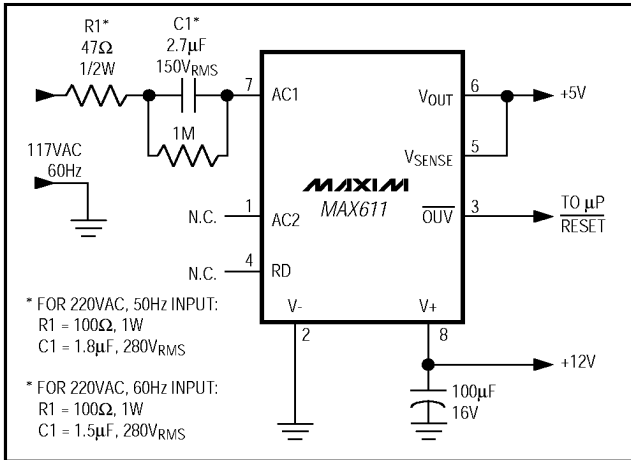 R1*
47Ω
1/2W
C1*
2.7μF
150VRMS
1M
117VAC
60Hz
7
AC1
VOUT
6
+5V
VSENSE
5
MAXIM
MAX611
N.C.
1
AC2
OUV
3
TO μP
RESET
N.C.
4
RD
V-
2
V+
8
+12V
100μF
16V
* FOR 220VAC, 50Hz INPUT:
R1 = 100Ω, 1W
C1 = 1.8μF, 280VRMS
* FOR 220VAC, 60Hz INPUT:
R1 = 100Ω, 1W
C1 = 1.5μF, 280VRMS